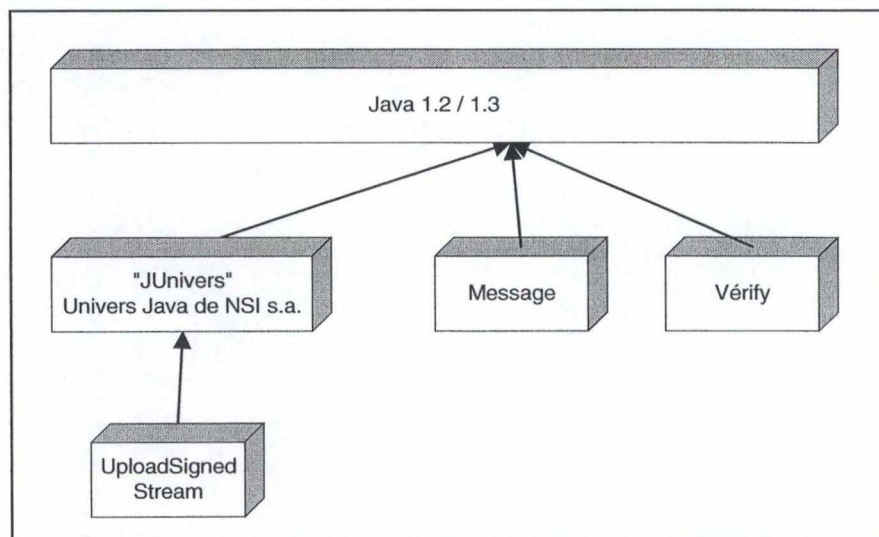 Java 1.2 / 1.3
"JUnivers"
Univers Java de NSI s.a.
Message
Vérify
UploadSigned
Stream